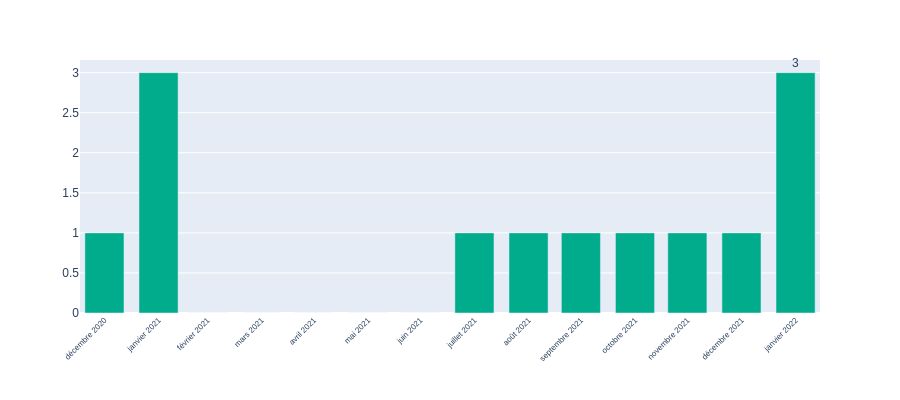 3
3
2.5
2
1.5
1
0.5
0
décembre 2020
janvier 2021
février 2021
mars 2021
avril 2021
mai 2021
juin 2021
juillet 2021
août 2021
septembre 2021
octobre 2021
novembre 2021
décembre 2021
janvier 2022